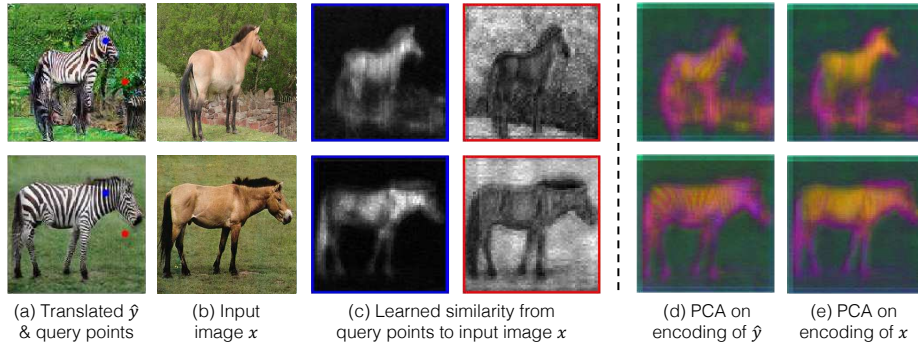 (a) Translated ŷ
& query points
(b) Input
image x
(c) Learned similarity from
query points to input image x
(d) PCA on
encoding of ŷ
(e) PCA on
encoding of x